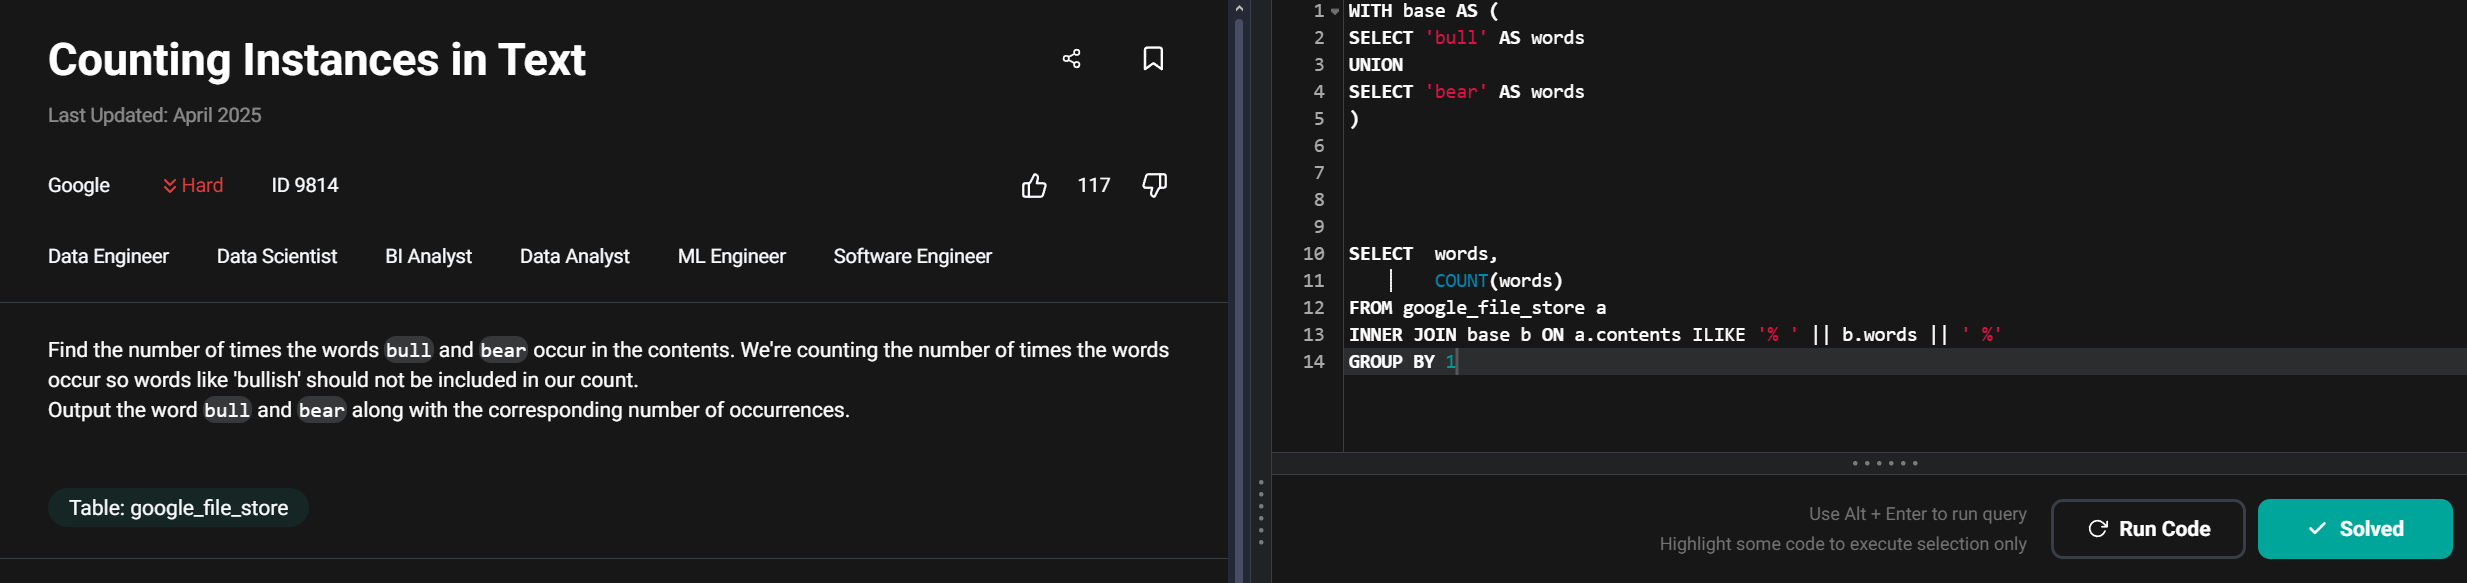 Counting Instances in Text
Last Updated: April 2025
Google Hard ID 9814 117
Data Engineer Data Scientist BI Analyst Data Analyst ML Engineer Software Engineer
Find the number of times the words bull and bear occur in the contents. We're counting the number of times the words
occur so words like 'bullish' should not be included in our count.
Output the word bull and bear along with the corresponding number of occurrences.
Table: google_file_store
1 WITH base AS (
2 SELECT 'bull' AS words
3 UNION
4 SELECT 'bear' AS words
5 )
6
7
8
9
10 SELECT  words,
11         COUNT(words)
12 FROM google_file_store a
13 INNER JOIN base b ON a.contents ILIKE '% ' || b.words || ' %'
14 GROUP BY 1
Use Alt + Enter to run query
Highlight some code to execute selection only
Run Code
Solved